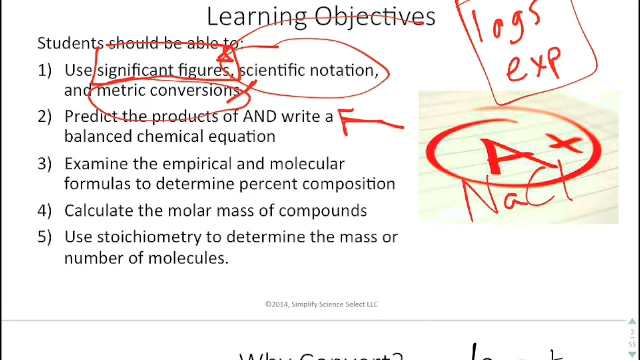 Learning Objectives
Students should be able to:
1) Use significant figures, scientific notation,
and metric conversions
2) Predict the products of AND write a
balanced chemical equation
3) Examine the empirical and molecular
formulas to determine percent composition
4) Calculate the molar mass of compounds
5) Use stoichiometry to determine the mass or
number of molecules.
logs
exp
A+
NaCl
©2014, Simplify Science Select LLC
2
55
Why Convert?